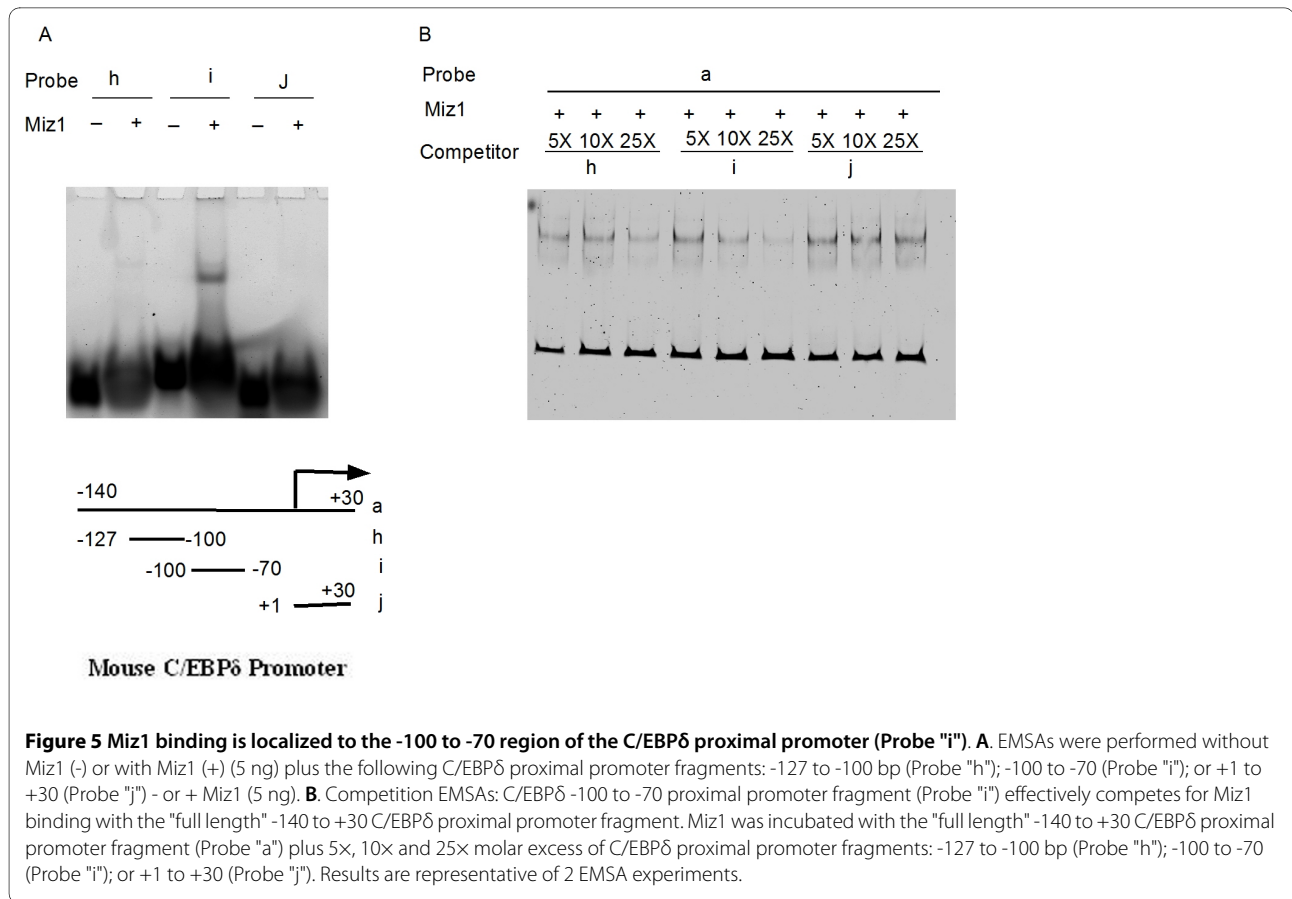 A
B
Probe h i J
Miz1 – + – + – +
Probe a
Miz1 + + + + + + + + +
Competitor 5X 10X 25X 5X 10X 25X 5X 10X 25X
h i j
-140 +30 a
-127 -100 h
-100 -70 i
+1 +30 j
Mouse C/EBPδ Promoter
Figure 5 Miz1 binding is localized to the -100 to -70 region of the C/EBPδ proximal promoter (Probe "i"). A. EMSAs were performed without
Miz1 (-) or with Miz1 (+) (5 ng) plus the following C/EBPδ proximal promoter fragments: -127 to -100 bp (Probe "h"); -100 to -70 (Probe "i"); or +1 to
+30 (Probe "j") - or + Miz1 (5 ng). B. Competition EMSAs: C/EBPδ -100 to -70 proximal promoter fragment (Probe "i") effectively competes for Miz1
binding with the "full length" -140 to +30 C/EBPδ proximal promoter fragment. Miz1 was incubated with the "full length" -140 to +30 C/EBPδ proximal
promoter fragment (Probe "a") plus 5×, 10× and 25× molar excess of C/EBPδ proximal promoter fragments: -127 to -100 bp (Probe "h"); -100 to -70
(Probe "i"); or +1 to +30 (Probe "j"). Results are representative of 2 EMSA experiments.